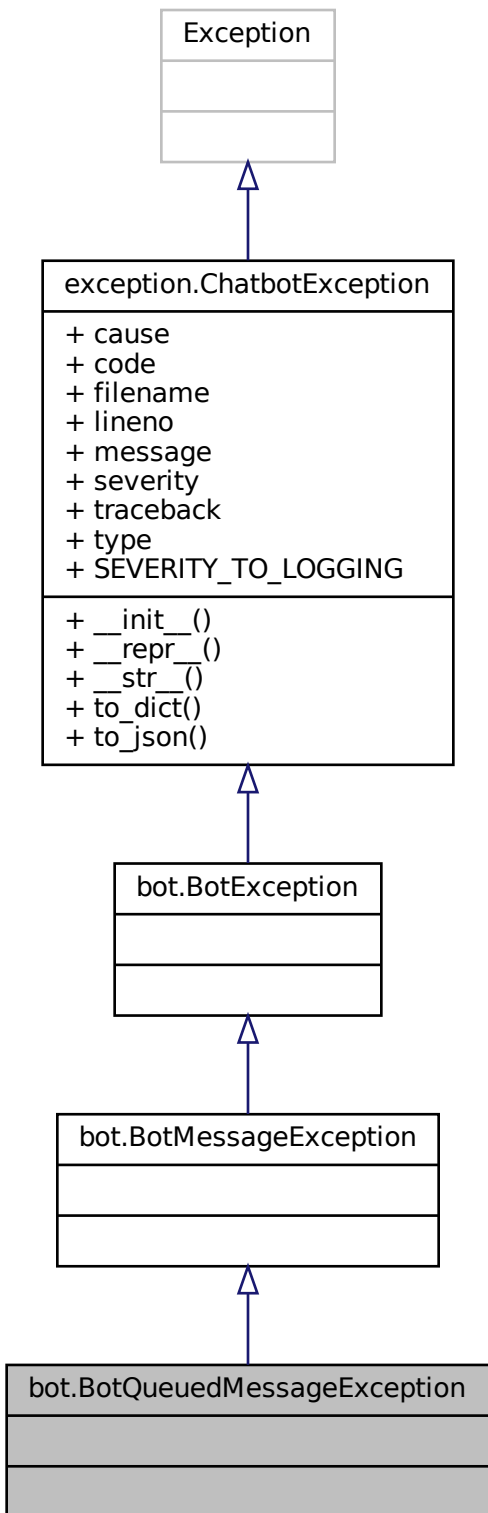 Exception
exception.ChatbotException
+ cause
+ code
+ filename
+ lineno
+ message
+ severity
+ traceback
+ type
+ SEVERITY_TO_LOGGING
+ __init__()
+ __repr__()
+ __str__()
+ to_dict()
+ to_json()
bot.BotException
bot.BotMessageException
bot.BotQueuedMessageException